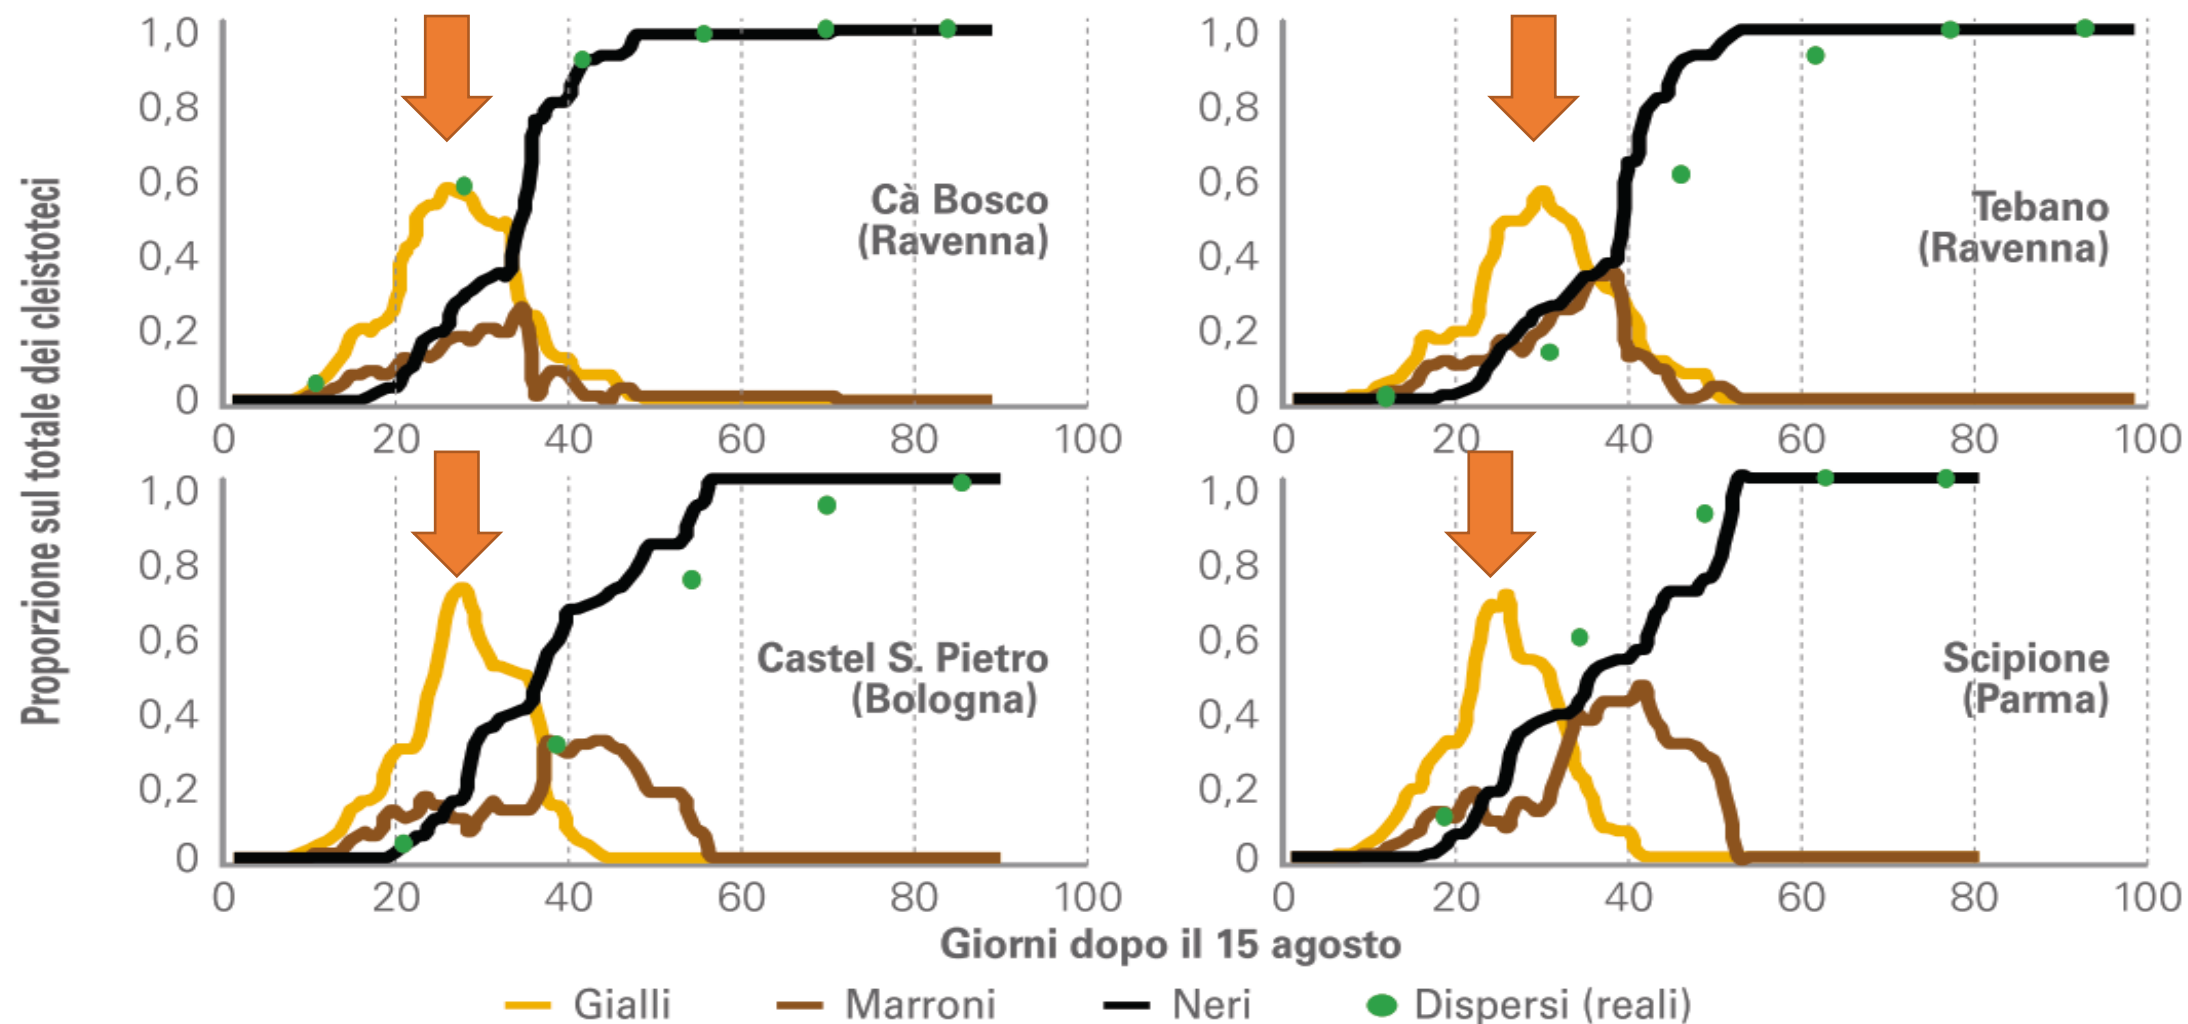 Proporzione sul totale dei cleistoteci
1,0
0,8
0,6
0,4
0,2
0
0 20 40 60 80 100
Cà Bosco
(Ravenna)
1,0
0,8
0,6
0,4
0,2
0
0 20 40 60 80 100
Tebano
(Ravenna)
1,0
0,8
0,6
0,4
0,2
0
0 20 40 60 80 100
Castel S. Pietro
(Bologna)
1,0
0,8
0,6
0,4
0,2
0
0 20 40 60 80 100
Scipione
(Parma)
Giorni dopo il 15 agosto
Gialli Marroni Neri Dispersi (reali)